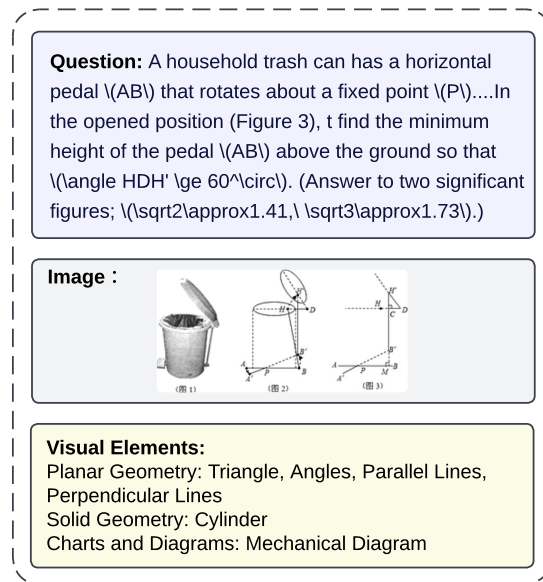 Question: A household trash can has a horizontal
pedal \(AB\) that rotates about a fixed point \(P\)....In
the opened position (Figure 3), t find the minimum
height of the pedal \(AB\) above the ground so that
\(\angle HDH' \ge 60^\circ\). (Answer to two significant
figures; \(\sqrt2\approx1.41,\ \sqrt3\approx1.73\).)
Image：
H'
H D
B'
A
A' P B
H'
H
C D
B'
A P M B
A'
（图 1） （图 2） （图 3）
Visual Elements:
Planar Geometry: Triangle, Angles, Parallel Lines,
Perpendicular Lines
Solid Geometry: Cylinder
Charts and Diagrams: Mechanical Diagram